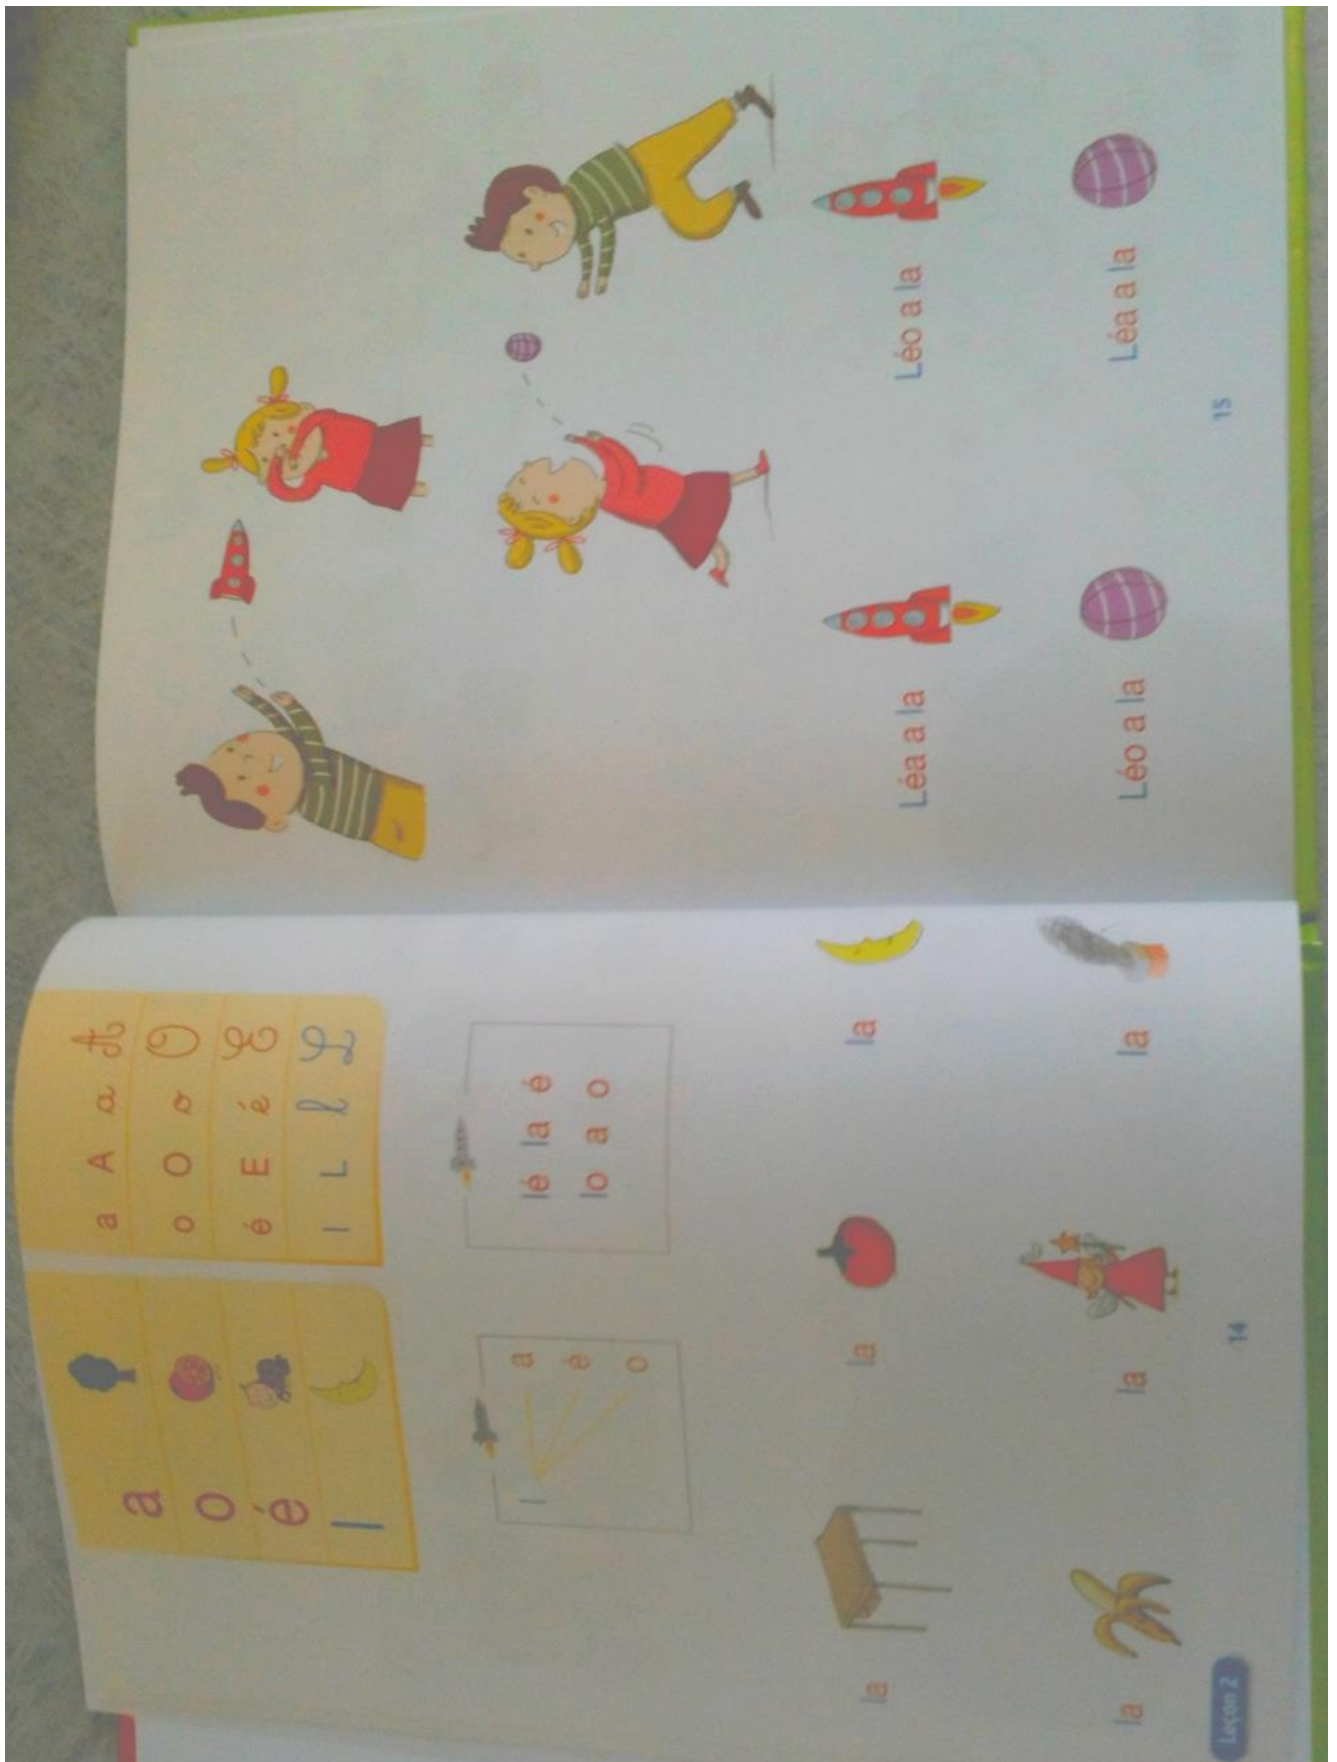 a
o
é
l
a A a A
o O o O
é E é E
l L l L
l
a
é
o
lé la é
lo a o
la la la
la la la
Leçon 2
14
Léa a la Léo a la
Léo a la Léa a la
15